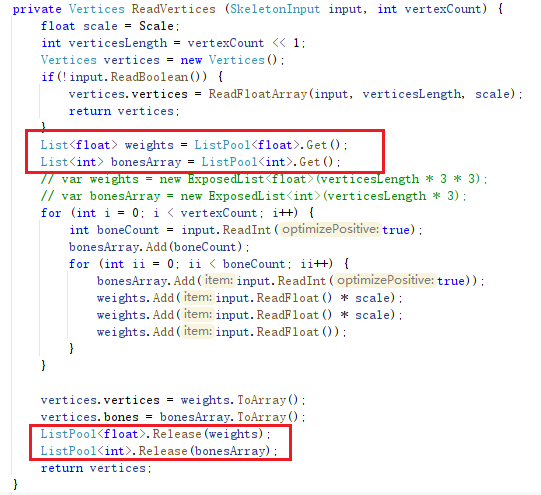 private Vertices ReadVertices (SkeletonInput input, int vertexCount) {
float scale = Scale;
int verticesLength = vertexCount << 1;
Vertices vertices = new Vertices();
if(!input.ReadBoolean()) {
vertices.vertices = ReadFloatArray(input, verticesLength, scale);
return vertices;
}
List<float> weights = ListPool<float>.Get();
List<int> bonesArray = ListPool<int>.Get();
// var weights = new ExposedList<float>(verticesLength * 3 * 3);
// var bonesArray = new ExposedList<int>(verticesLength * 3);
for (int i = 0; i < vertexCount; i++) {
int boneCount = input.ReadInt(optimizePositive: true);
bonesArray.Add(boneCount);
for (int ii = 0; ii < boneCount; ii++) {
bonesArray.Add(item: input.ReadInt(optimizePositive: true));
weights.Add(item: input.ReadFloat() * scale);
weights.Add(item: input.ReadFloat() * scale);
weights.Add(item: input.ReadFloat());
}
}
vertices.vertices = weights.ToArray();
vertices.bones = bonesArray.ToArray();
ListPool<float>.Release(weights);
ListPool<int>.Release(bonesArray);
return vertices;
}